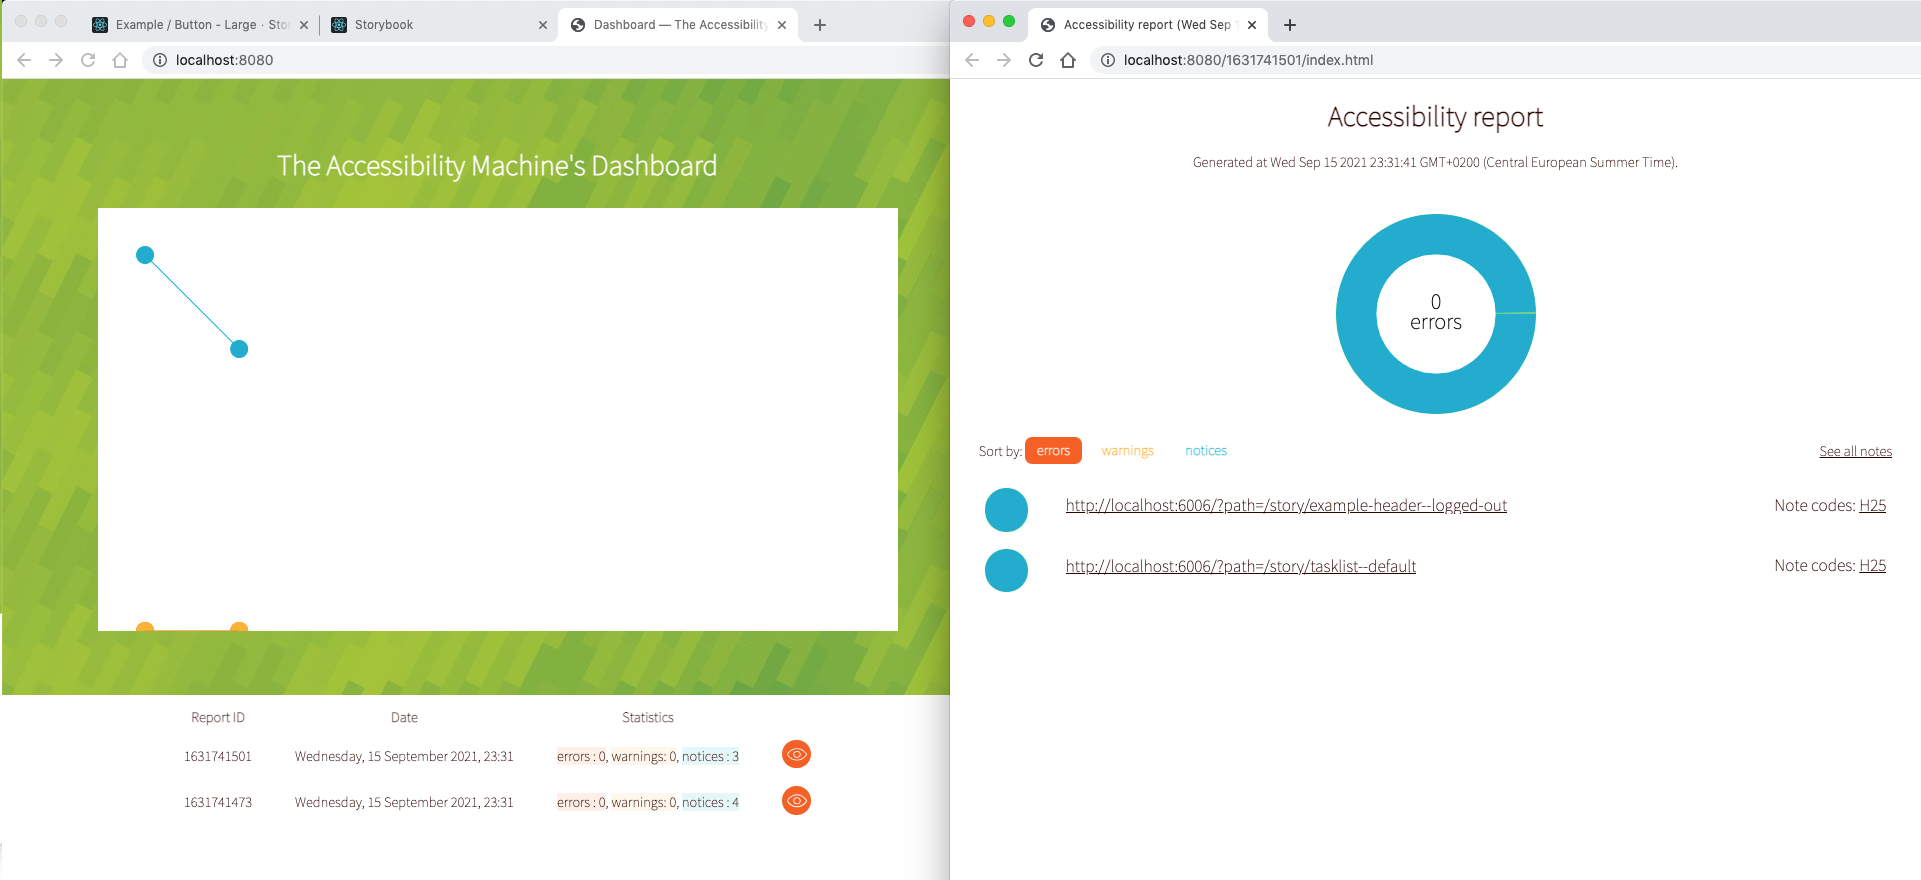 Example / Button - Large · Sto
Storybook
Dashboard — The Accessibility
localhost:8080
The Accessibility Machine's Dashboard
Report ID Date Statistics
1631741501 Wednesday, 15 September 2021, 23:31 errors : 0, warnings: 0, notices : 3
1631741473 Wednesday, 15 September 2021, 23:31 errors : 0, warnings: 0, notices : 4
Accessibility report (Wed Sep 1
localhost:8080/1631741501/index.html
Accessibility report
Generated at Wed Sep 15 2021 23:31:41 GMT+0200 (Central European Summer Time).
0
errors
Sort by: errors warnings notices See all notes
http://localhost:6006/?path=/story/example-header--logged-out Note codes: H25
http://localhost:6006/?path=/story/tasklist--default Note codes: H25